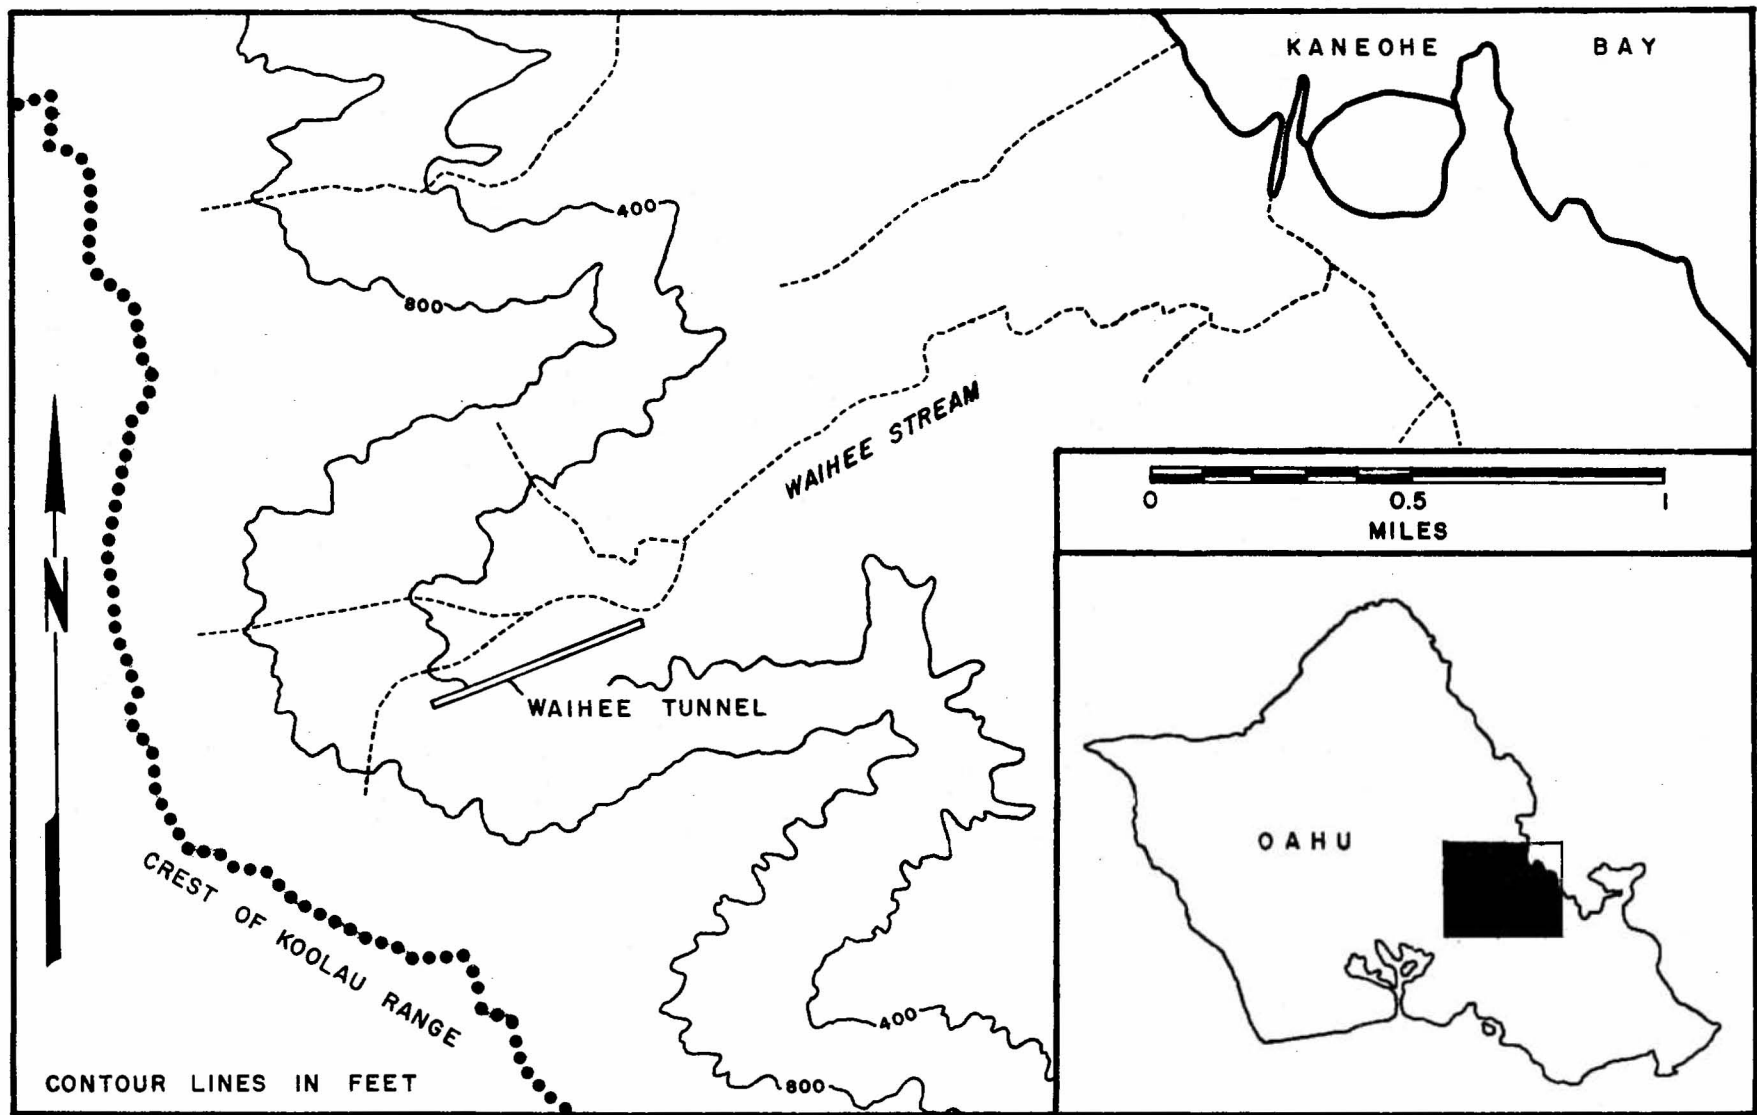 KANEOHE BAY
400
800
WAIHEE STREAM
0 0.5 1
MILES
N
WAIHEE TUNNEL
OAHU
CREST OF KOOLAU RANGE
400
800
CONTOUR LINES IN FEET